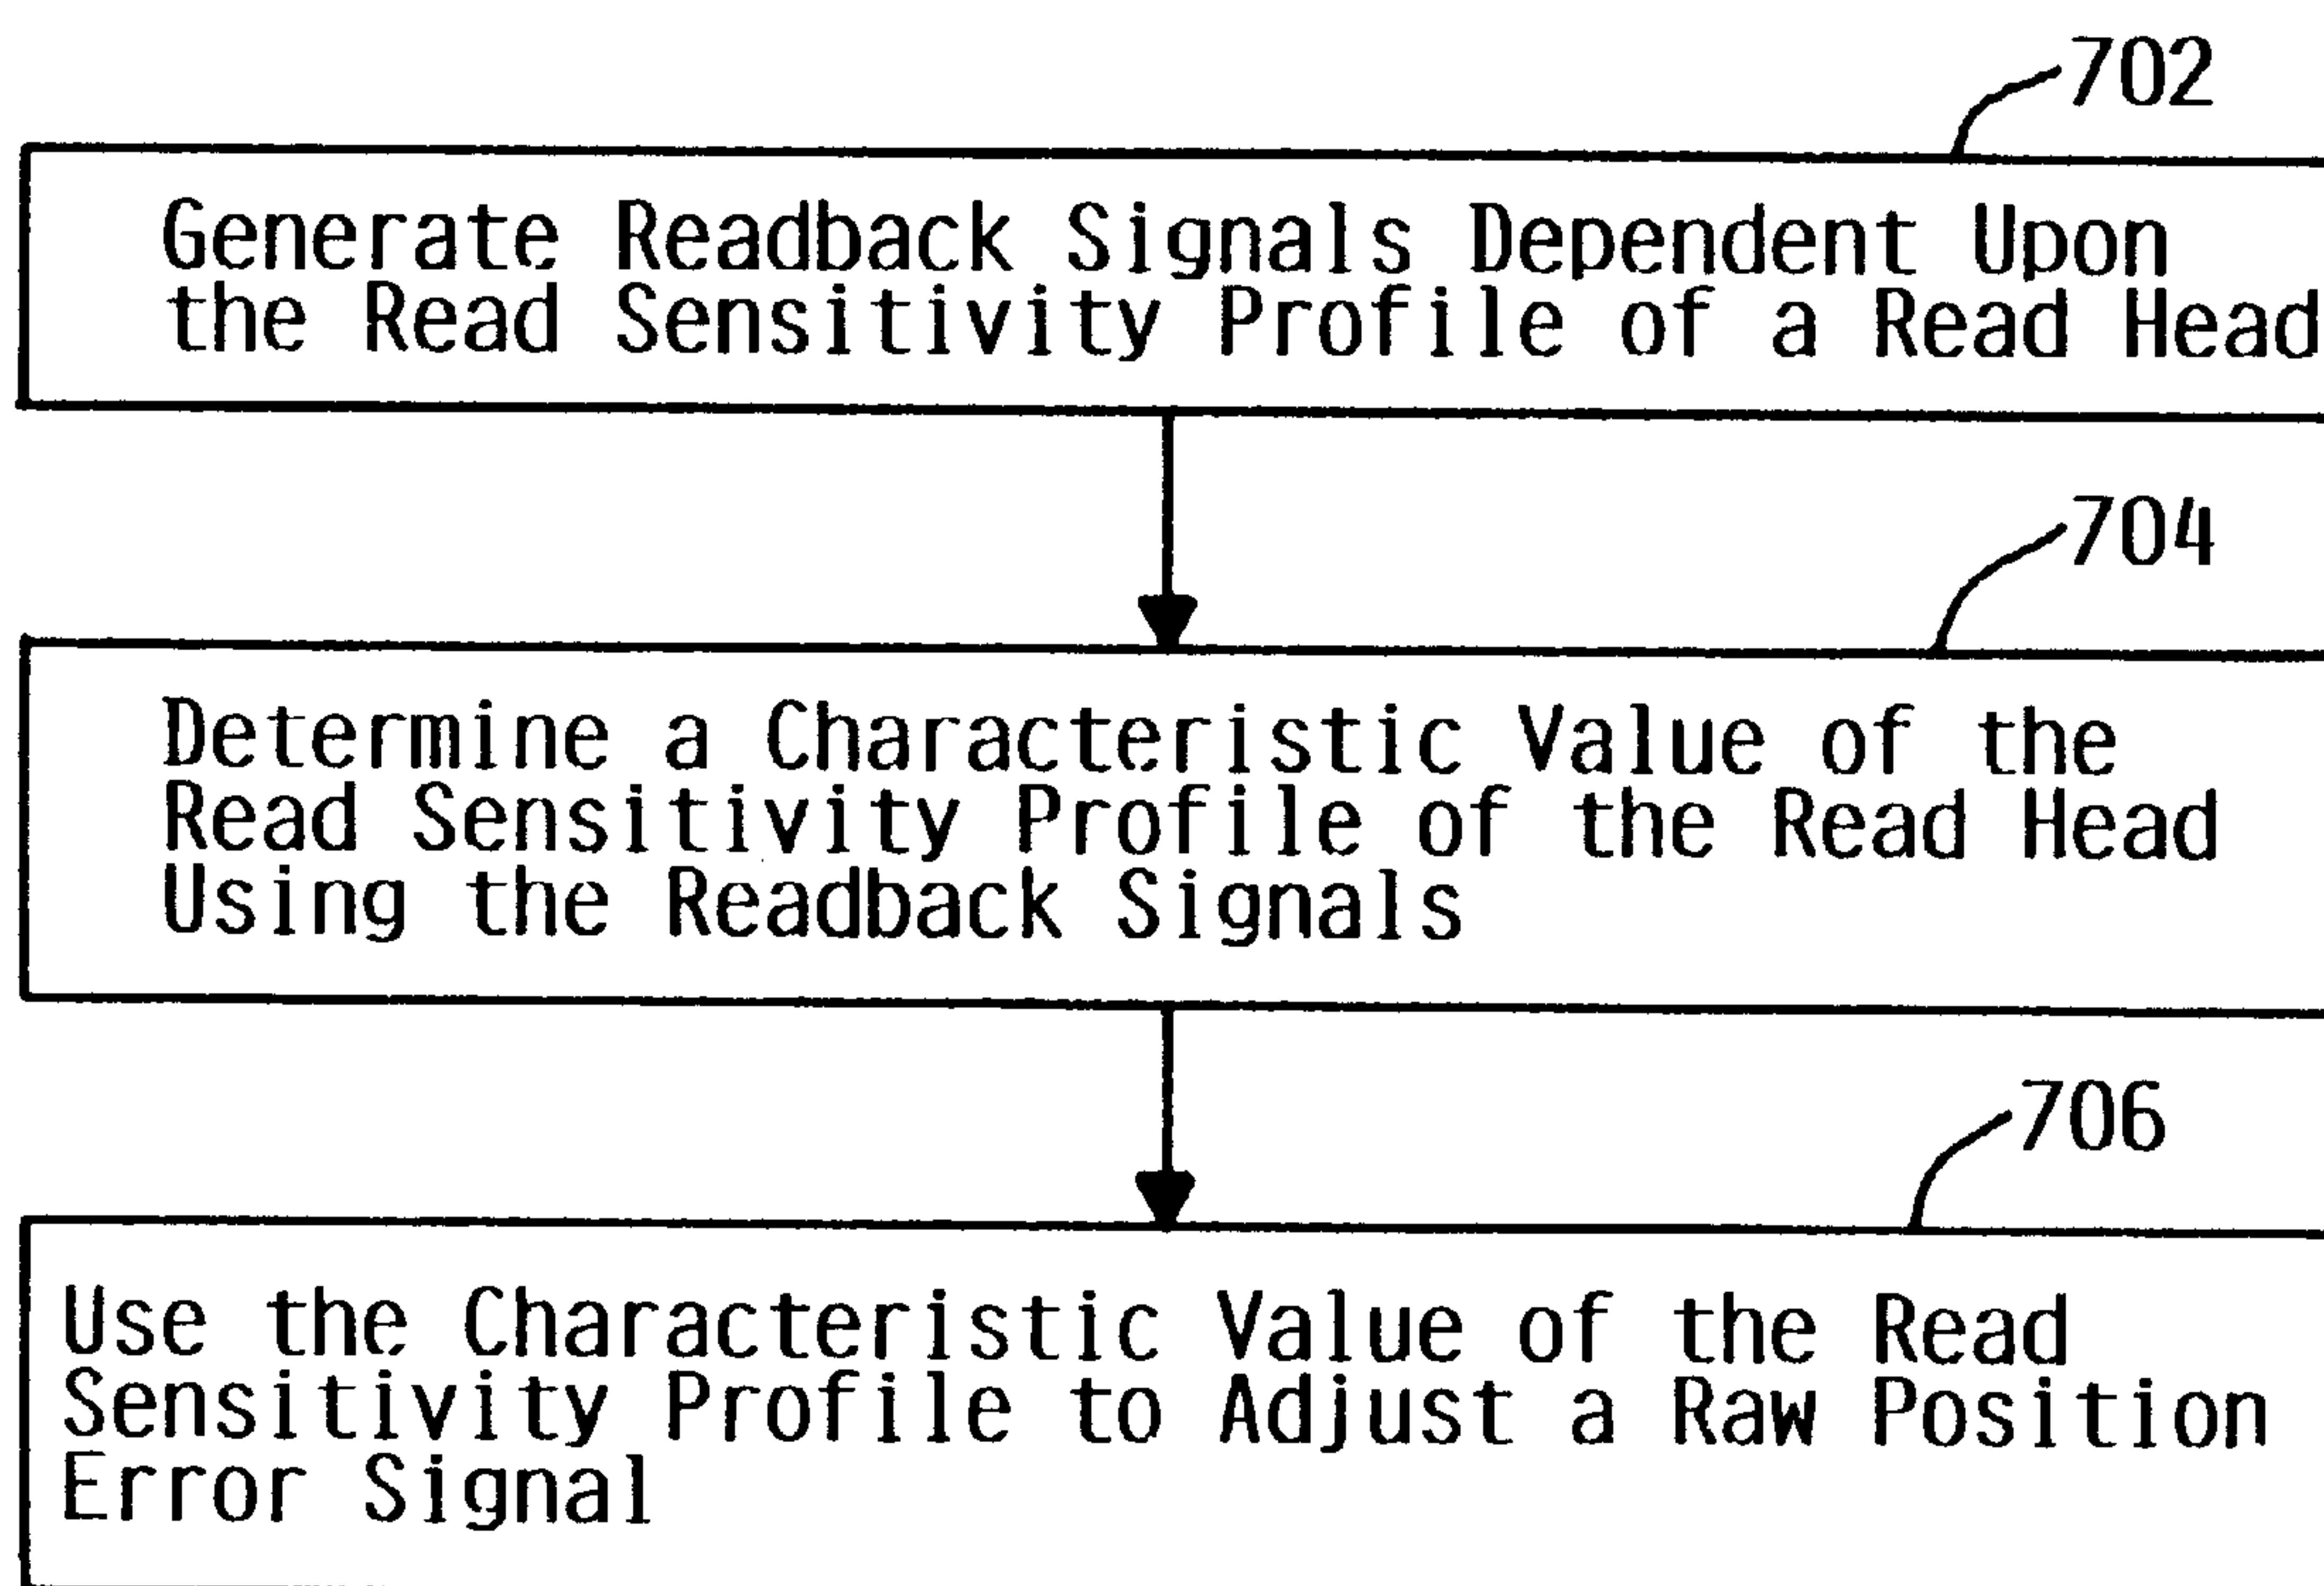 702
Generate Readback Signals Dependent Upon
the Read Sensitivity Profile of a Read Head
704
Determine a Characteristic Value of the
Read Sensitivity Profile of the Read Head
Using the Readback Signals
706
Use the Characteristic Value of the Read
Sensitivity Profile to Adjust a Raw Position
Error Signal